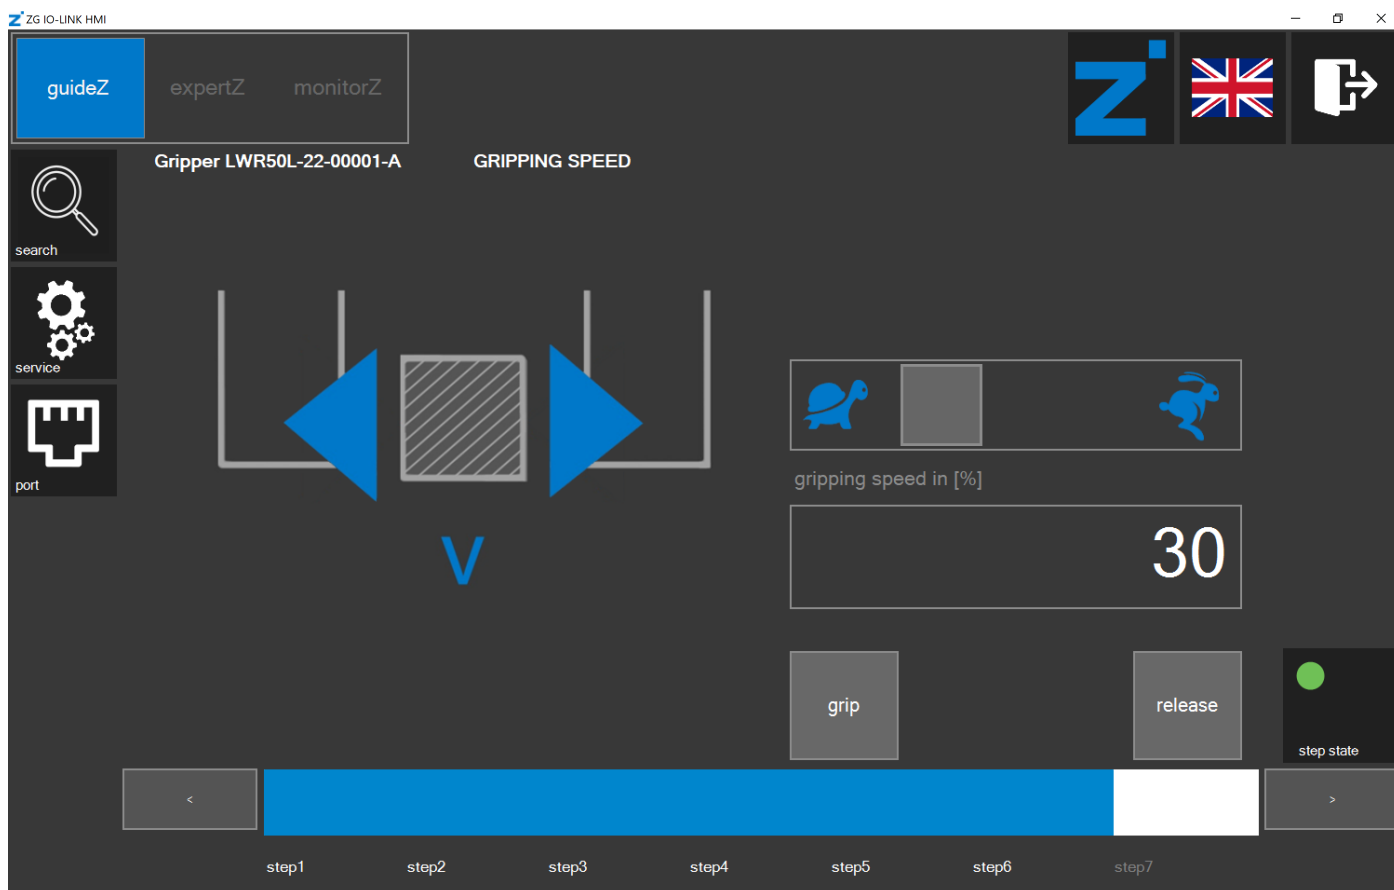 ZG IO-LINK HMI
guideZ expertZ monitorZ
Gripper LWR50L-22-00001-A GRIPPING SPEED
search
service
port
V
gripping speed in [%]
30
grip release
step state
< >
step1 step2 step3 step4 step5 step6 step7